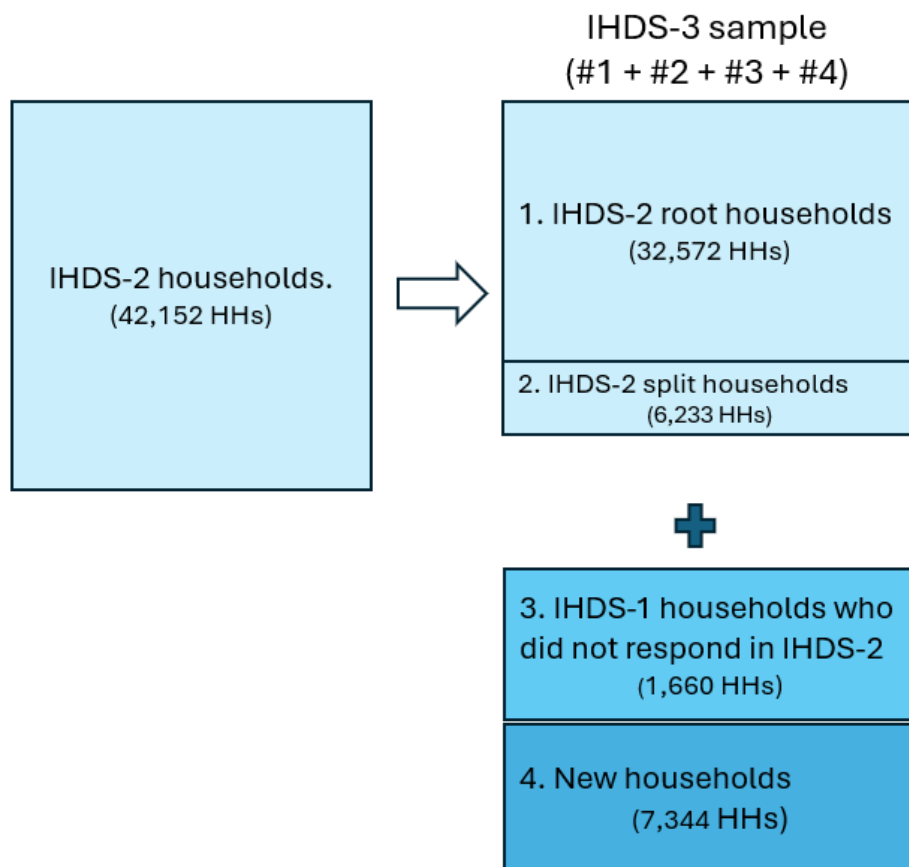 IHDS-3 sample
(#1 + #2 + #3 + #4)
IHDS-2 households.
(42,152 HHs)
1. IHDS-2 root households
(32,572 HHs)
2. IHDS-2 split households
(6,233 HHs)
3. IHDS-1 households who
did not respond in IHDS-2
(1,660 HHs)
4. New households
(7,344 HHs)